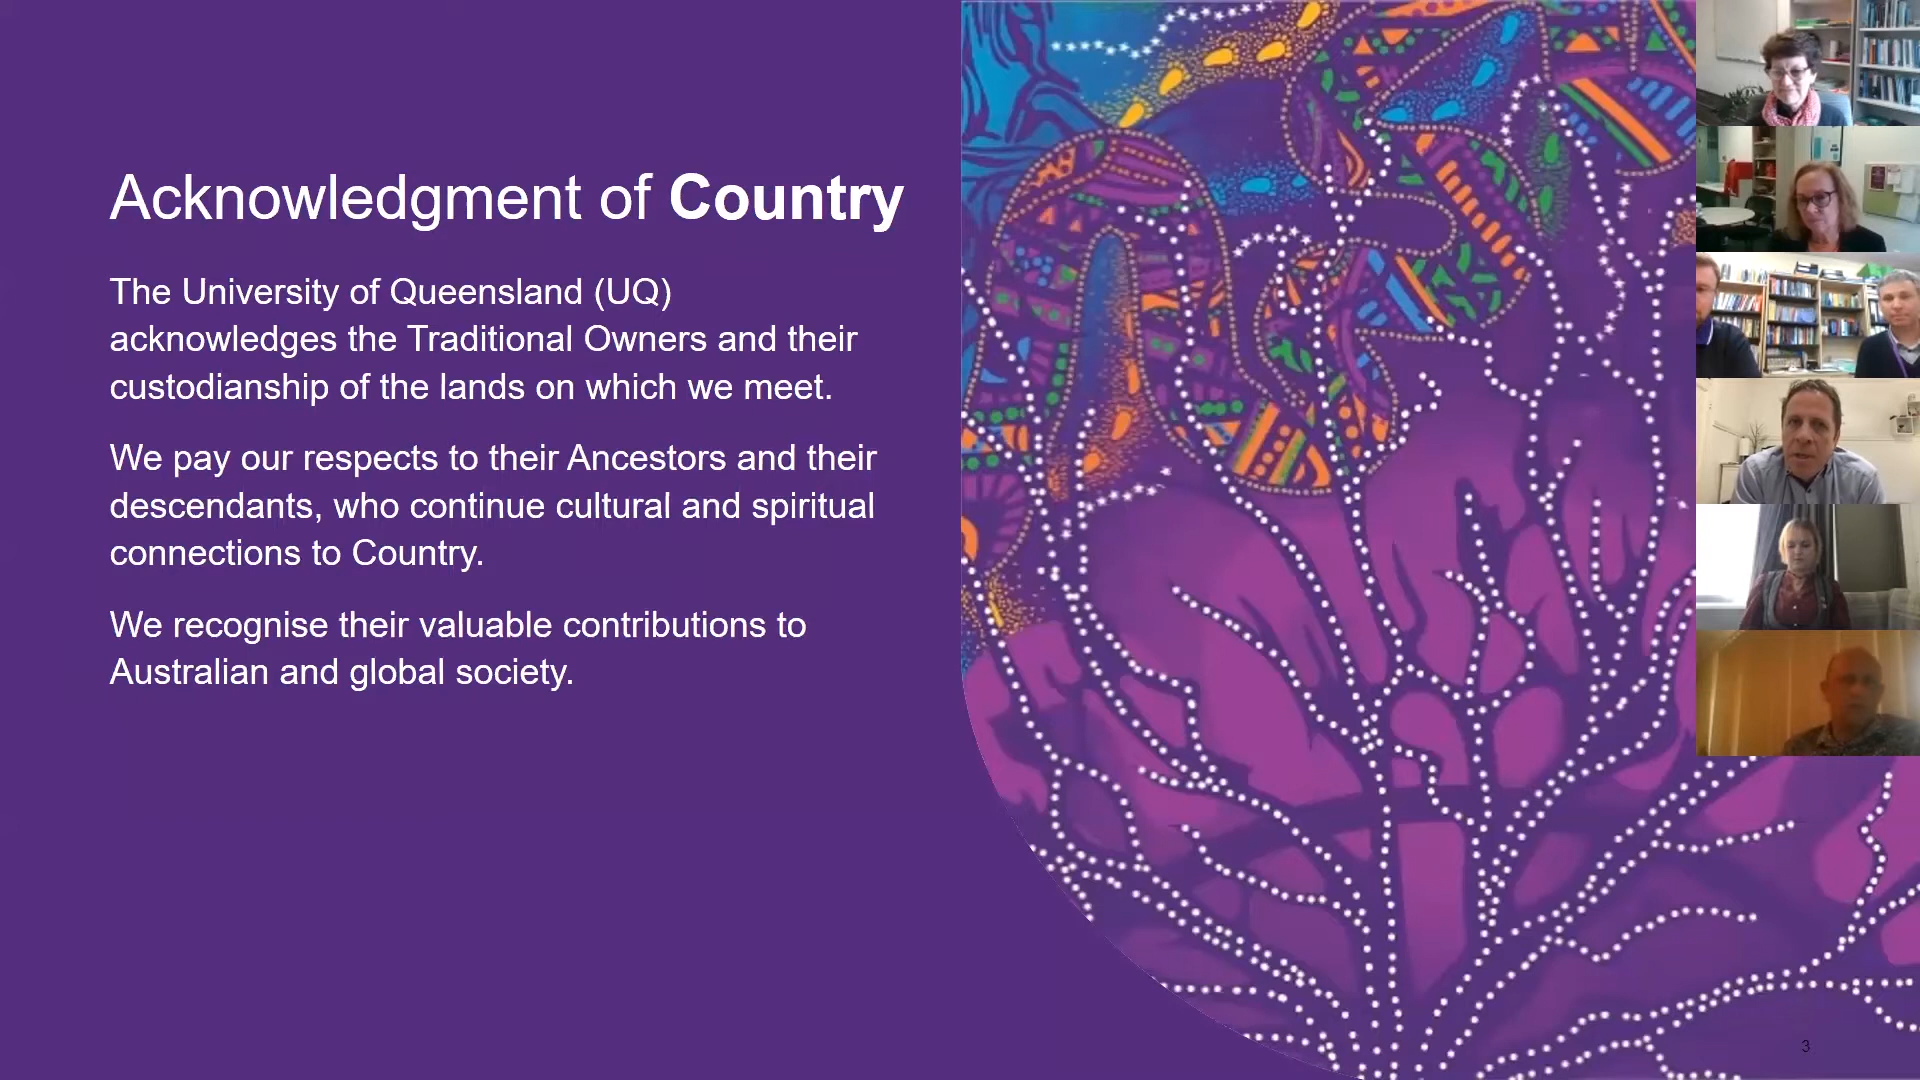 Acknowledgment of Country
The University of Queensland (UQ)
acknowledges the Traditional Owners and their
custodianship of the lands on which we meet.
We pay our respects to their Ancestors and their
descendants, who continue cultural and spiritual
connections to Country.
We recognise their valuable contributions to
Australian and global society.
3